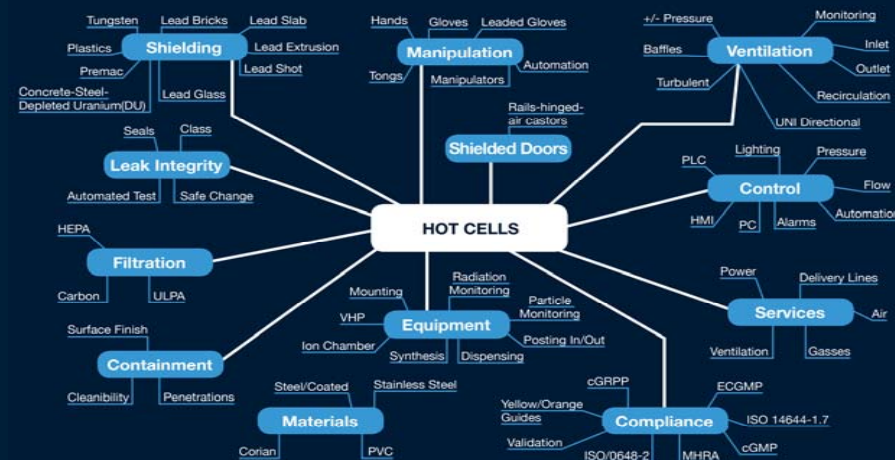 Tungsten
Lead Bricks
Lead Slab
Plastics
Shielding
Lead Extrusion
Premac
Lead Shot
Concrete-Steel-
Depleted Uranium(DU)
Lead Glass
Hands
Gloves
Leaded Gloves
Manipulation
Automation
Tongs
Manipulators
+/- Pressure
Monitoring
Baffles
Ventilation
Inlet
Outlet
Turbulent
Recirculation
UNI Directional
Rails-hinged-
air castors
Shielded Doors
Seals
Class
Leak Integrity
Automated Test
Safe Change
Lighting
PLC
Pressure
Control
Flow
HMI
PC
Alarms
Automation
HOT CELLS
HEPA
Filtration
Carbon
ULPA
Radiation
Monitoring
Mounting
Particle
Monitoring
VHP
Equipment
Ion Chamber
Posting In/Out
Synthesis
Dispensing
Power
Delivery Lines
Services
Air
Ventilation
Gasses
Surface Finish
Containment
Cleanibility
Penetrations
Steel/Coated
Stainless Steel
Materials
Corian
PVC
cGRPP
ECGMP
Yellow/Orange
Guides
Compliance
ISO 14644-1.7
Validation
cGMP
ISO/0648-2
MHRA